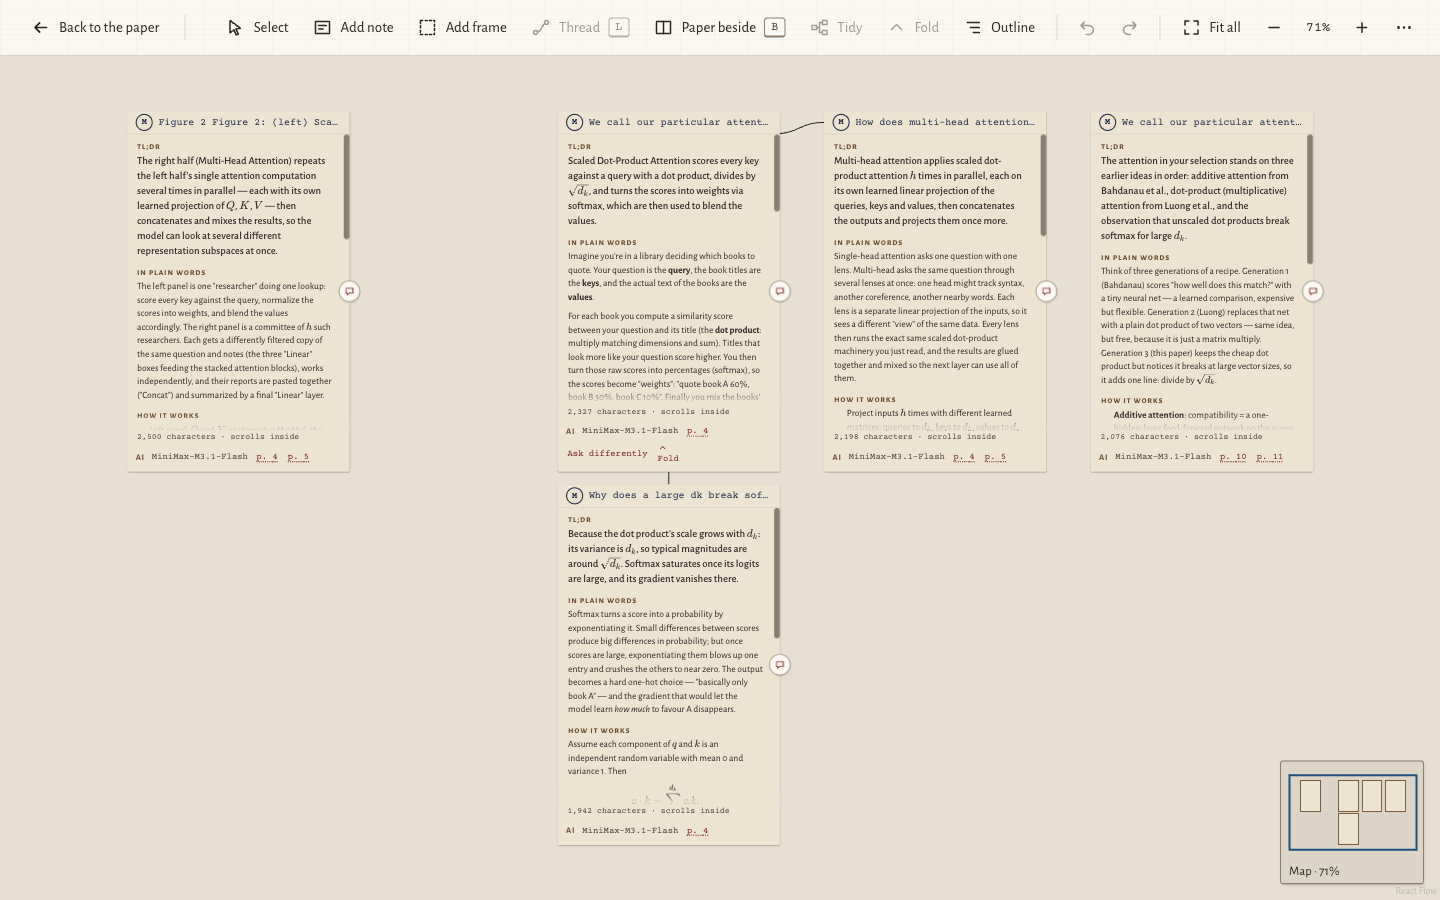 Back to the paper
Select
Add note
Add frame
Thread L
Paper beside B
Tidy
Fold
Outline
Fit all
71%
M Figure 2 Figure 2: (left) Sca…
TL;DR
The right half (Multi-Head Attention) repeats
the left half's single attention computation
several times in parallel — each with its own
learned projection of Q, K, V — then
concatenates and mixes the results, so the
model can look at several different
representation subspaces at once.
IN PLAIN WORDS
The left panel is one "researcher" doing one lookup:
score every key against the query, normalize the
scores into weights, and blend the values
accordingly. The right panel is a committee of h such
researchers. Each gets a differently filtered copy of
the same question and notes (the three "Linear"
boxes feeding the stacked attention blocks), works
independently, and their reports are pasted together
("Concat") and summarized by a final "Linear" layer.
HOW IT WORKS
2,500 characters · scrolls inside
AI MiniMax-M3.1-Flash p. 4 p. 5
M We call our particular attent…
TL;DR
Scaled Dot-Product Attention scores every key
against a query with a dot product, divides by
√d_k, and turns the scores into weights via
softmax, which are then used to blend the
values.
IN PLAIN WORDS
Imagine you're in a library deciding which books to
quote. Your question is the query, the book titles are
the keys, and the actual text of the books are the
values.
For each book you compute a similarity score
between your question and its title (the dot product:
multiply matching dimensions and sum). Titles that
look more like your question score higher. You then
turn those raw scores into percentages (softmax), so
the scores become "weights": "quote book A 60%,
book B 30%, book C 10%". Finally you mix the books'
2,327 characters · scrolls inside
AI MiniMax-M3.1-Flash p. 4
Ask differently
^ Fold
M How does multi-head attention…
TL;DR
Multi-head attention applies scaled dot-
product attention h times in parallel, each on
its own learned linear projection of the
queries, keys and values, then concatenates
the outputs and projects them once more.
IN PLAIN WORDS
Single-head attention asks one question with one
lens. Multi-head asks the same question through
several lenses at once: one head might track syntax,
another coreference, another nearby words. Each
lens is a separate linear projection of the inputs, so it
sees a different "view" of the same data. Every lens
then runs the exact same scaled dot-product
machinery you just read, and the results are glued
together and mixed so the next layer can use all of
them.
HOW IT WORKS
Project inputs h times with different learned
matrices: queries to d_k, keys to d_k, values to d_v
2,198 characters · scrolls inside
AI MiniMax-M3.1-Flash p. 4 p. 5
M We call our particular attent…
TL;DR
The attention in your selection stands on three
earlier ideas in order: additive attention from
Bahdanau et al., dot-product (multiplicative)
attention from Luong et al., and the
observation that unscaled dot products break
softmax for large d_k.
IN PLAIN WORDS
Think of three generations of a recipe. Generation 1
(Bahdanau) scores "how well does this match?" with
a tiny neural net — a learned comparison, expensive
but flexible. Generation 2 (Luong) replaces that net
with a plain dot product of two vectors — same idea,
but free, because it is just a matrix multiply.
Generation 3 (this paper) keeps the cheap dot
product but notices it breaks at large vector sizes, so
it adds one line: divide by √d_k.
HOW IT WORKS
Additive attention: compatibility = a one-
hidden-layer feed-forward network on the query
2,076 characters · scrolls inside
AI MiniMax-M3.1-Flash p. 10 p. 11
M Why does a large dk break sof…
TL;DR
Because the dot product's scale grows with d_k:
its variance is d_k, so typical magnitudes are
around √d_k. Softmax saturates once its logits
are large, and its gradient vanishes there.
IN PLAIN WORDS
Softmax turns a score into a probability by
exponentiating it. Small differences between scores
produce big differences in probability; but once
scores are large, exponentiating them blows up one
entry and crushes the others to near zero. The output
becomes a hard one-hot choice — "basically only
book A" — and the gradient that would let the
model learn how much to favour A disappears.
HOW IT WORKS
Assume each component of q and k is an
independent random variable with mean 0 and
variance 1. Then
1,942 characters · scrolls inside
AI MiniMax-M3.1-Flash p. 4
Map · 71%
React Flow